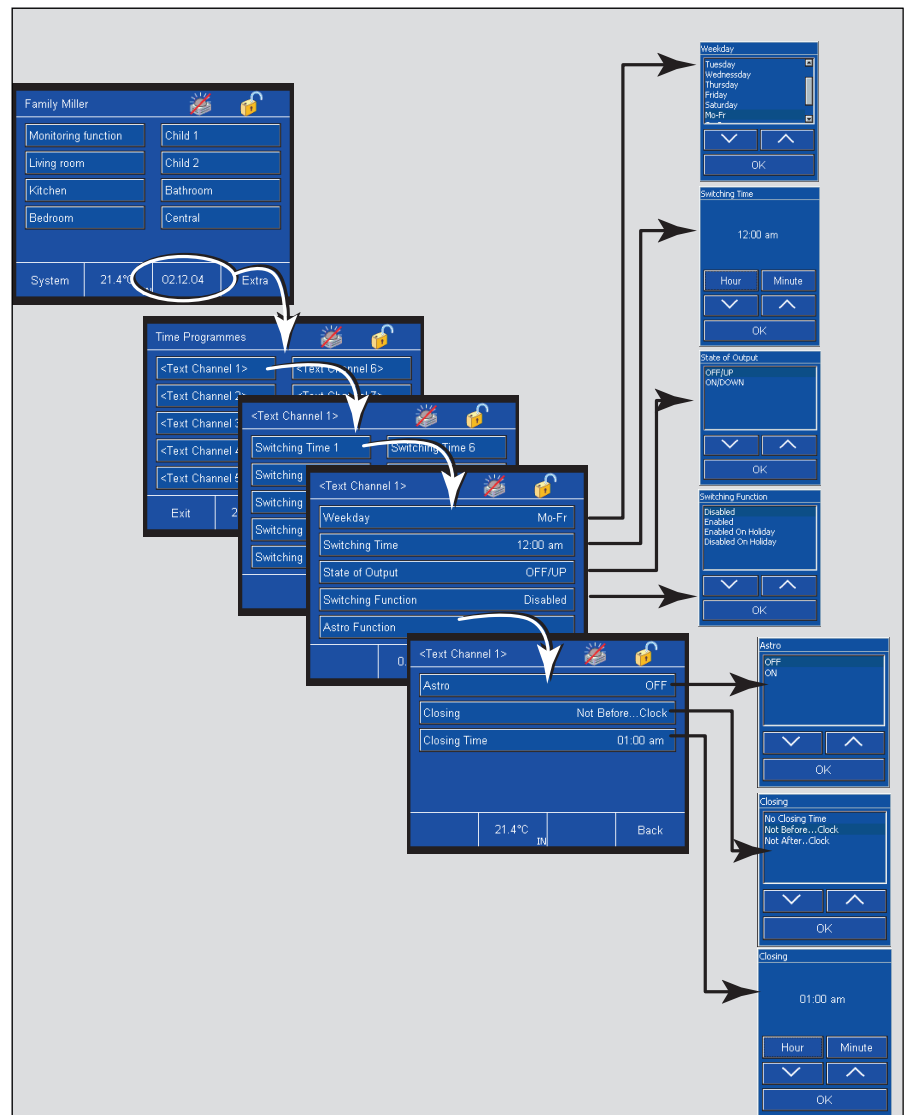 Family Miller
Monitoring function
Child 1
Living room
Child 2
Kitchen
Bathroom
Bedroom
Central
System
21.4°C
02.12.04
Extra
Time Programmes
<Text Channel 1>
<Text Channel 6>
<Text Channel 2>
<Text Channel 7>
<Text Channel 3
<Text Channel 4
<Text Channel 5
Exit
2
<Text Channel 1>
Switching Time 1
Switching Time 6
Switching
Switching
Switching
Switching
<Text Channel 1>
Weekday
Mo-Fr
Switching Time
12:00 am
State of Output
OFF/UP
Switching Function
Disabled
Astro Function
0.
<Text Channel 1>
Astro
OFF
Closing
Not Before...Clock
Closing Time
01:00 am
21.4°C
IN
Back
Weekday
Tuesday
Wednessday
Thursday
Friday
Saturday
Mo-Fr
OK
Switching Time
12:00 am
Hour
Minute
OK
State of Output
OFF/UP
ON/DOWN
OK
Switching Function
Disabled
Enabled
Enabled On Holiday
Disabled On Holiday
OK
Astro
OFF
ON
OK
Closing
No Closing Time
Not Before...Clock
Not After..Clock
OK
Closing
01:00 am
Hour
Minute
OK